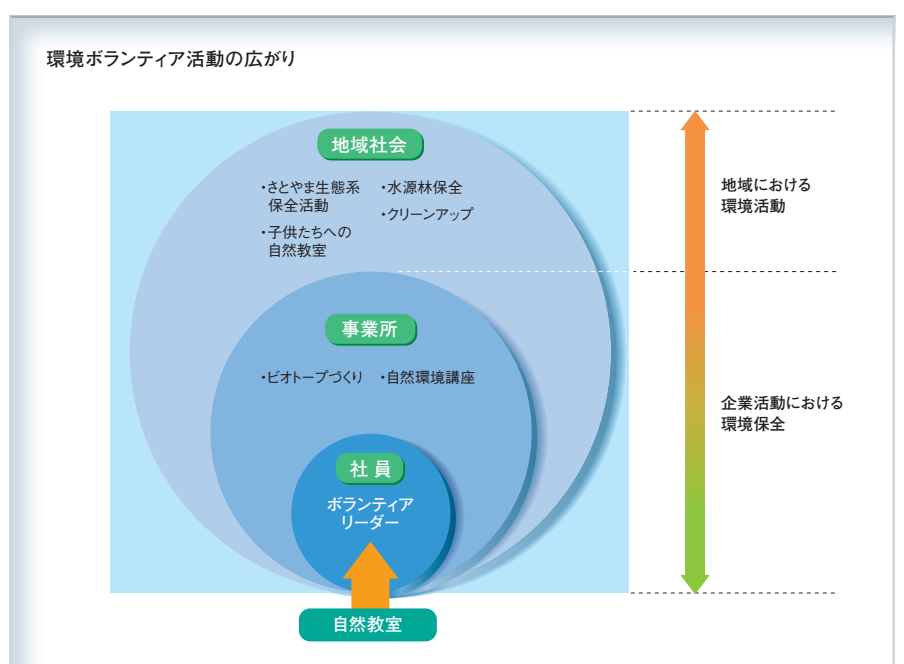 環境ボランティア活動の広がり
地域社会
・さとやま生態系
保全活動
・子供たちへの
自然教室
・水源林保全
・クリーンアップ
事業所
・ビオトープづくり
・自然環境講座
社員
ボランティア
リーダー
自然教室
地域における
環境活動
企業活動における
環境保全